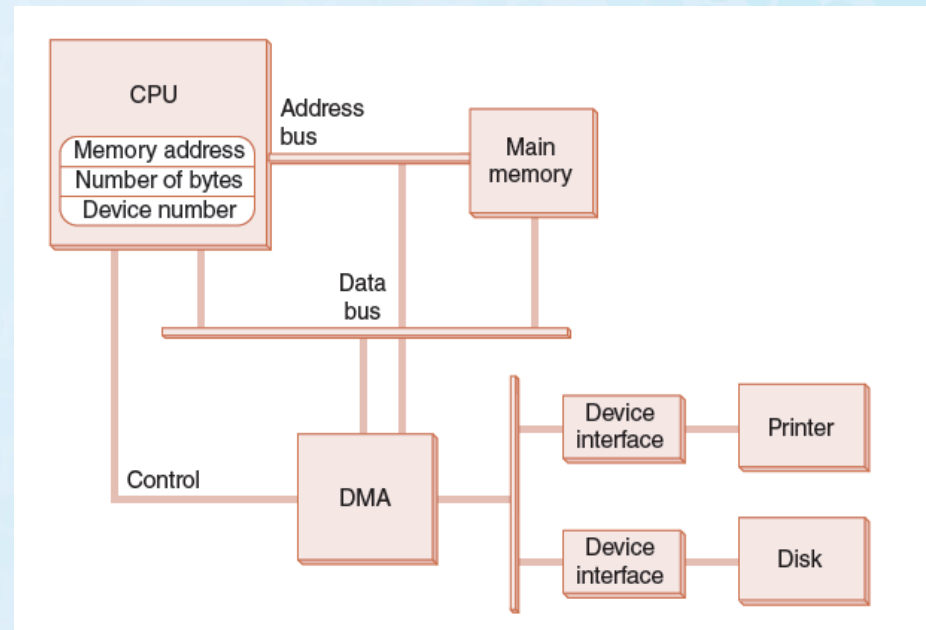 CPU
Memory address
Number of bytes
Device number
Address
bus
Main
memory
Data
bus
Control
DMA
Device
interface
Printer
Device
interface
Disk